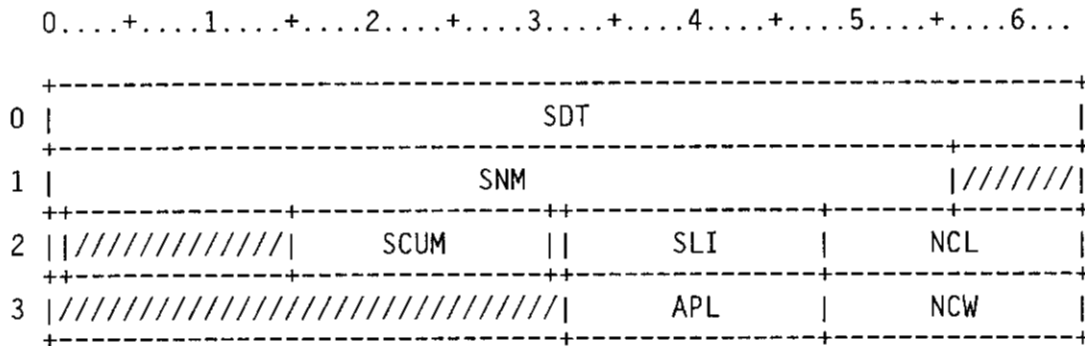 0....+....1....+....2....+....3....+....4....+....5....+....6...
+---------------------------------------------------------------+
0 |                              SDT                              |
+-------------------------------------------------------+-------+
1 |                          SNM                          |///////|
++--------------+---------------++---------------+-------+-------+
2 ||/////////////|     SCUM      ||      SLI      |      NCL      |
++--------------+---------------++---------------+---------------+
3 |///////////////////////////////|      APL      |      NCW      |
+-------------------------------+---------------+---------------+